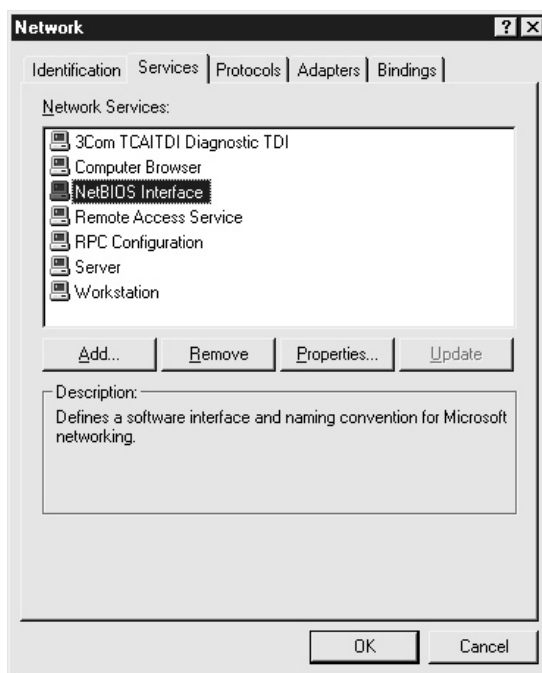 Network
Identification Services Protocols Adapters Bindings
Network Services:
3Com TCAITDI Diagnostic TDI
Computer Browser
NetBIOS Interface
Remote Access Service
RPC Configuration
Server
Workstation
Add... Remove Properties... Update
Description:
Defines a software interface and naming convention for Microsoft
networking.
OK Cancel